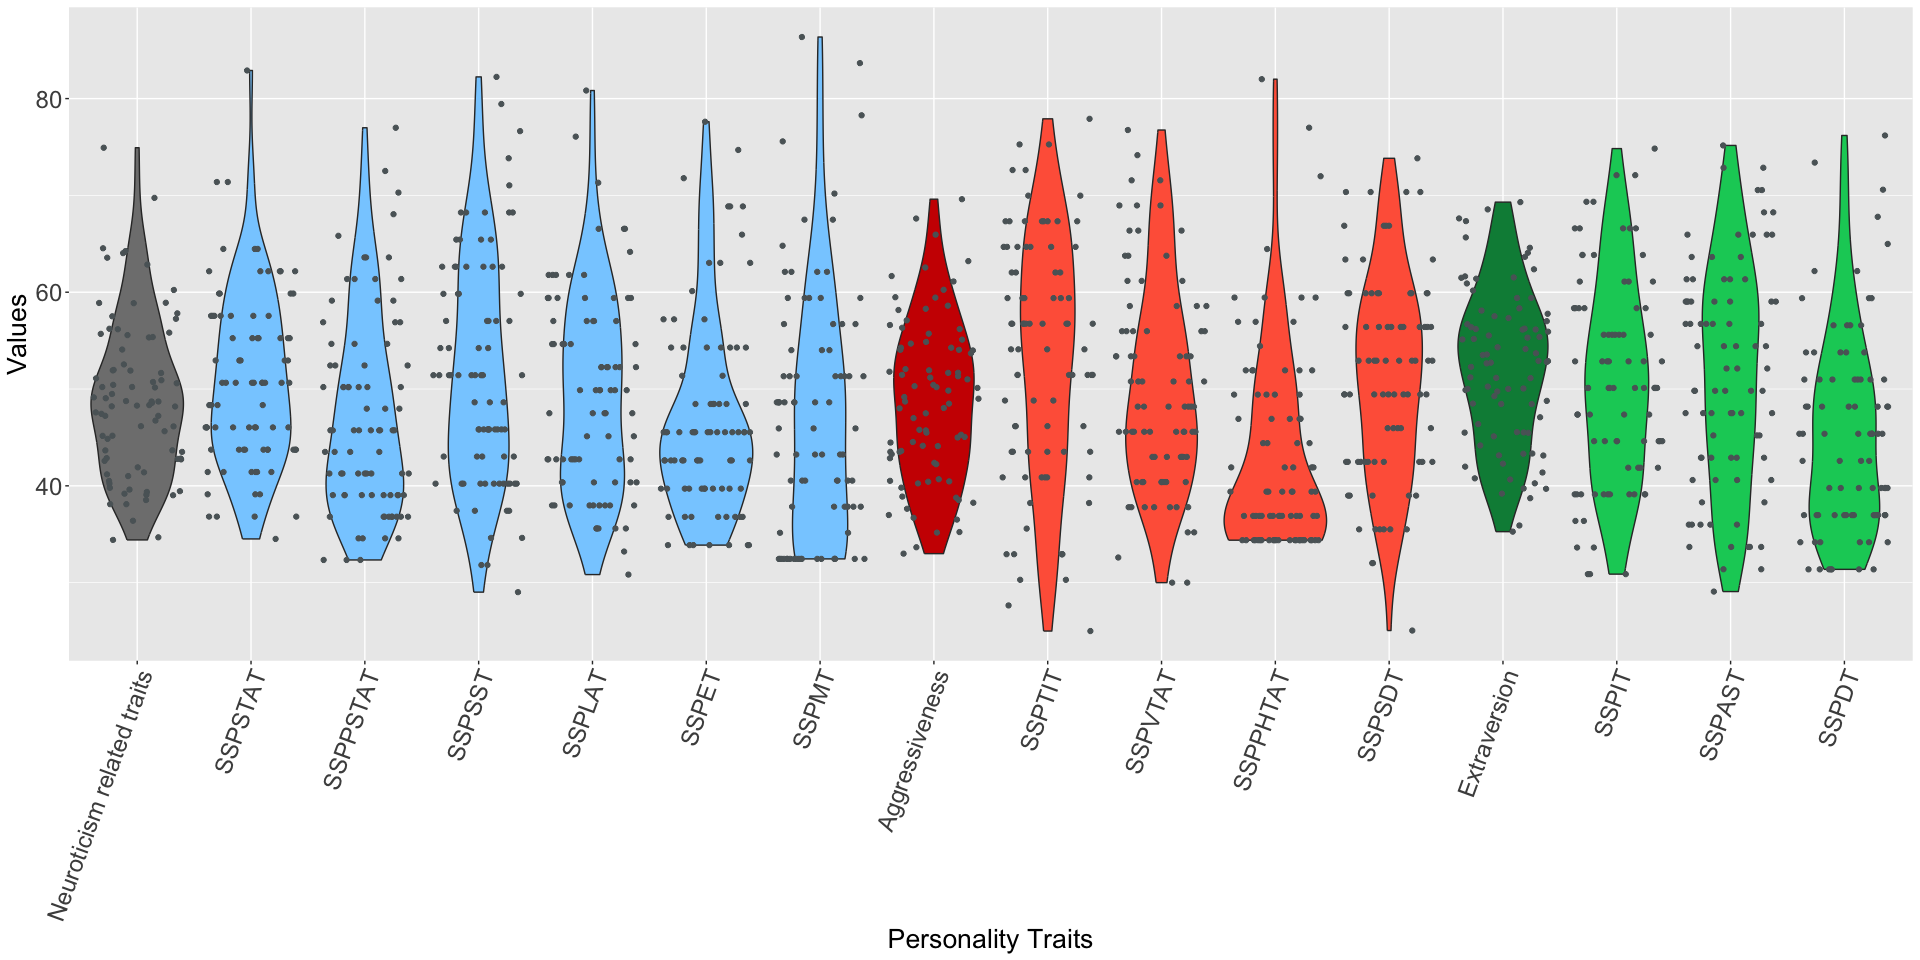 Values
80
60
40
Neuroticism related traits
SSPSTAT
SSPPSTAT
SSPSST
SSPLAT
SSPET
SSPMT
Aggressiveness
SSPTIT
SSPVTAT
SSPPHTAT
SSPSDT
Extraversion
SSPIT
SSPAST
SSPDT
Personality Traits